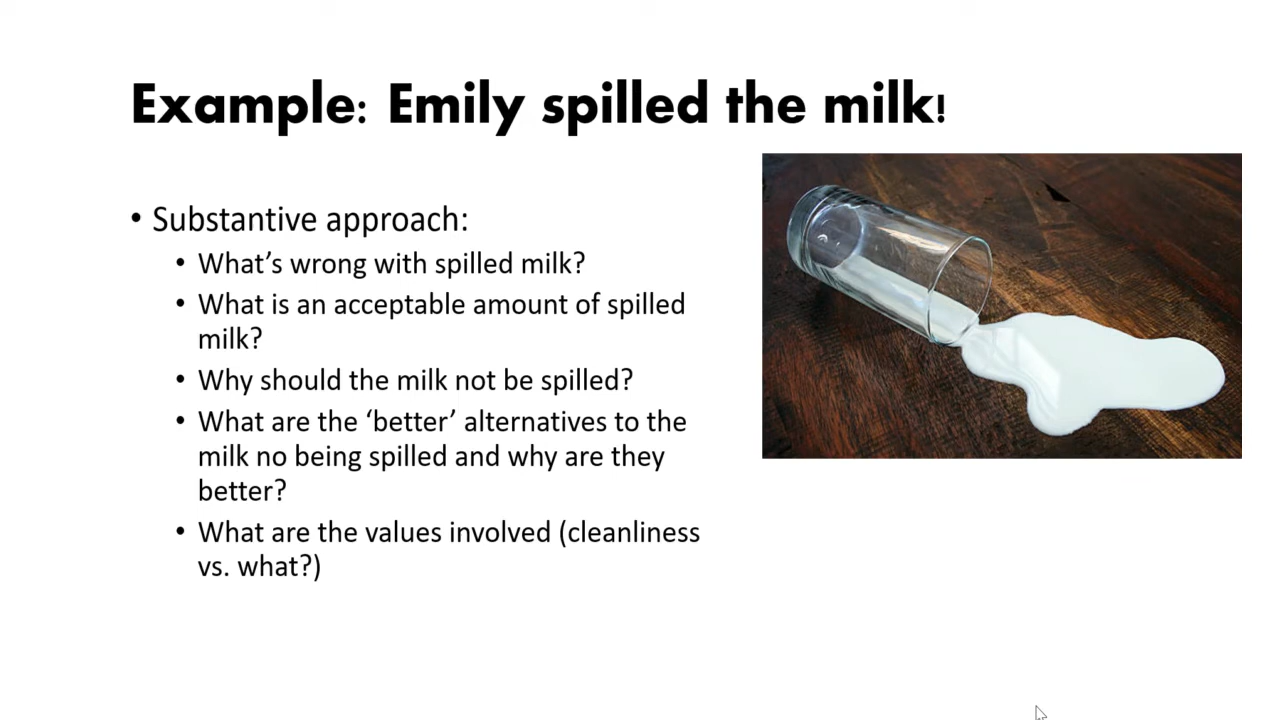 Example: Emily spilled the milk!
• Substantive approach:
• What's wrong with spilled milk?
• What is an acceptable amount of spilled
milk?
• Why should the milk not be spilled?
• What are the ‘better’ alternatives to the
milk no being spilled and why are they
better?
• What are the values involved (cleanliness
vs. what?)